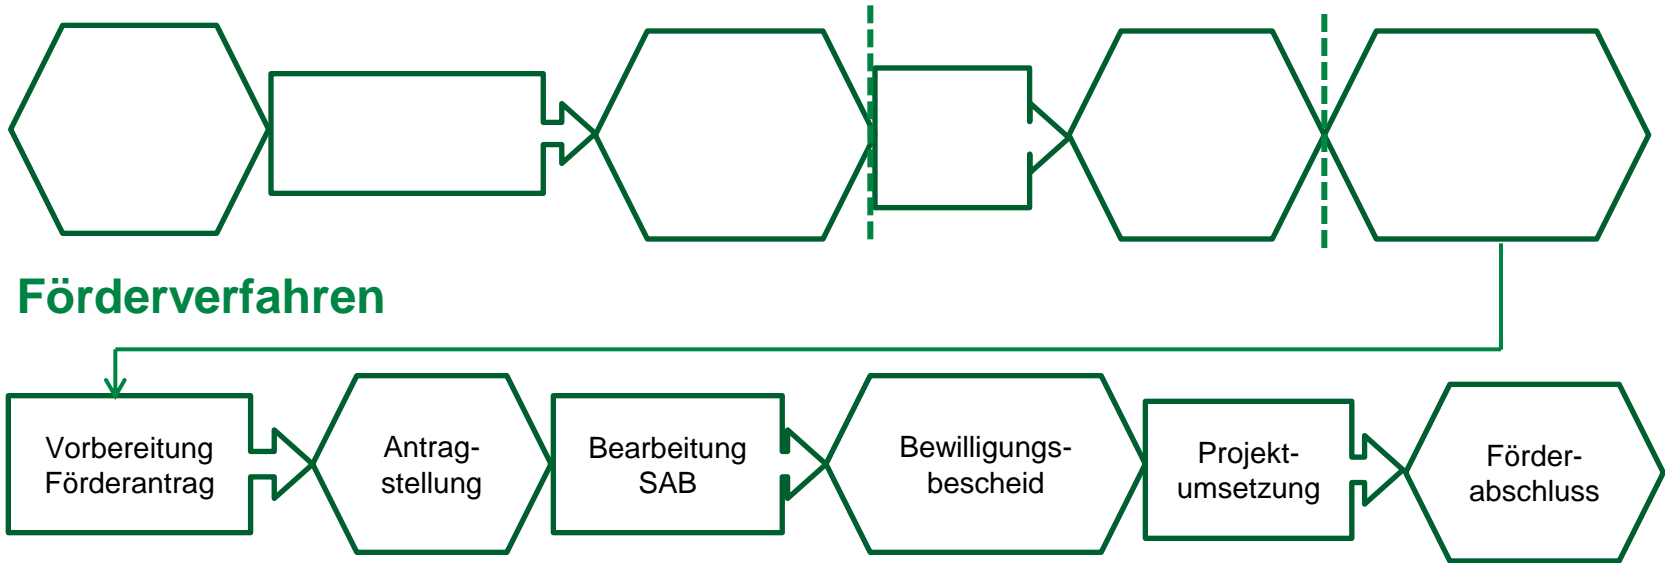 Förderverfahren
Vorbereitung
Förderantrag
Antrag-
stellung
Bearbeitung
SAB
Bewilligungs-
bescheid
Projekt-
umsetzung
Förder-
abschluss